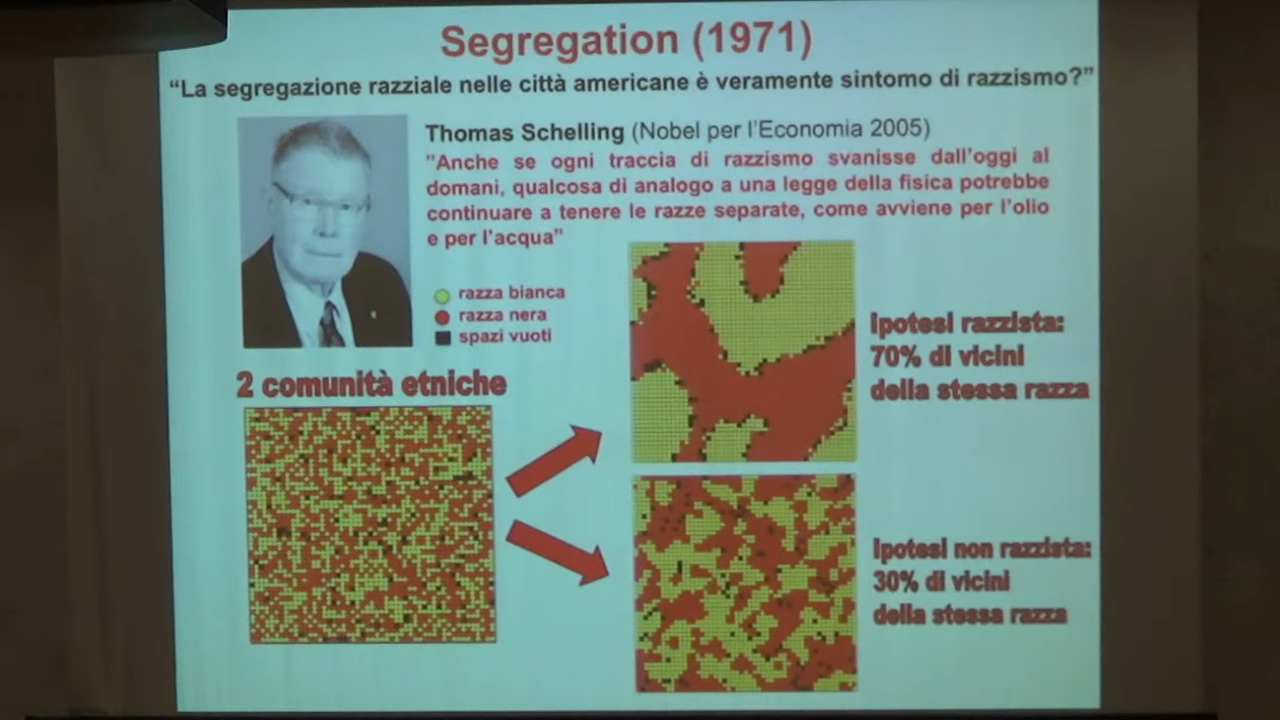 Segregation (1971)
“La segregazione razziale nelle città americane è veramente sintomo di razzismo?”
Thomas Schelling (Nobel per l’Economia 2005)
”Anche se ogni traccia di razzismo svanisse dall’oggi al
domani, qualcosa di analogo a una legge della fisica potrebbe
continuare a tenere le razze separate, come avviene per l’olio
e per l’acqua”
razza bianca
razza nera
spazi vuoti
2 comunità etniche
Ipotesi razzista:
70% di vicini
della stessa razza
Ipotesi non razzista:
30% di vicini
della stessa razza